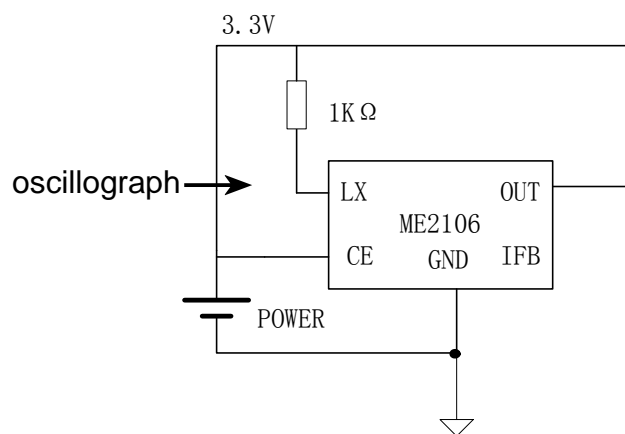 3.3V
1KΩ
oscillograph
LX OUT
ME2106
CE GND IFB
POWER